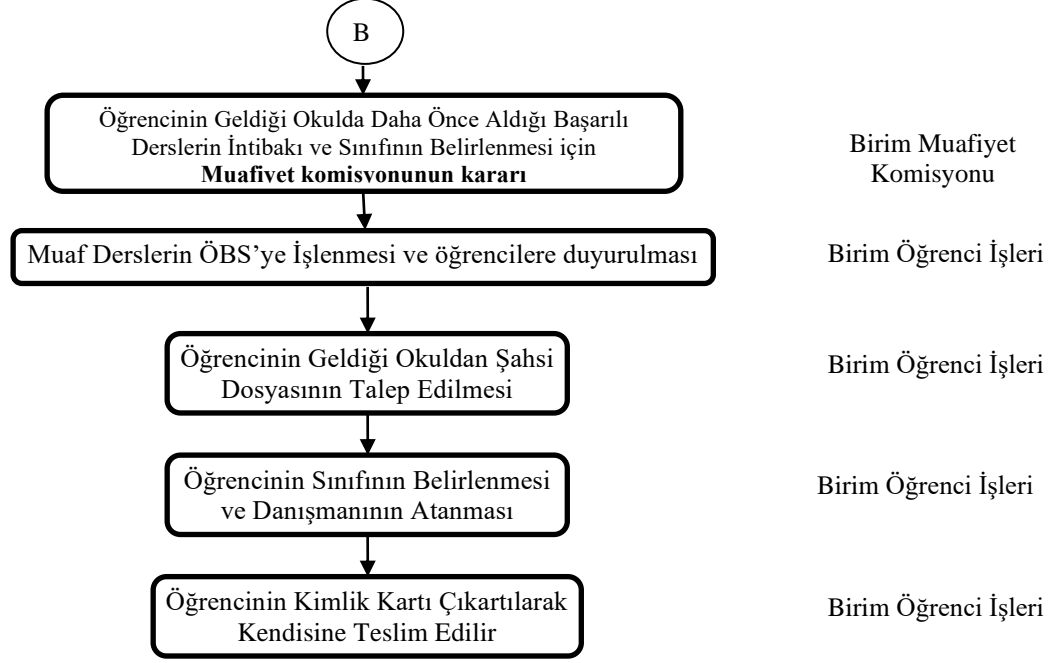 B
Öğrencinin Geldiği Okulda Daha Önce Aldığı Başarılı
Derslerin İntibakı ve Sınıfının Belirlenmesi için
Muafiyet komisyonunun kararı
Birim Muafiyet
Komisyonu
Muaf Derslerin ÖBS’ye İşlenmesi ve öğrencilere duyurulması
Birim Öğrenci İşleri
Öğrencinin Geldiği Okuldan Şahsi
Dosyasının Talep Edilmesi
Birim Öğrenci İşleri
Öğrencinin Sınıfının Belirlenmesi
ve Danışmanının Atanması
Birim Öğrenci İşleri
Öğrencinin Kimlik Kartı Çıkartılarak
Kendisine Teslim Edilir
Birim Öğrenci İşleri